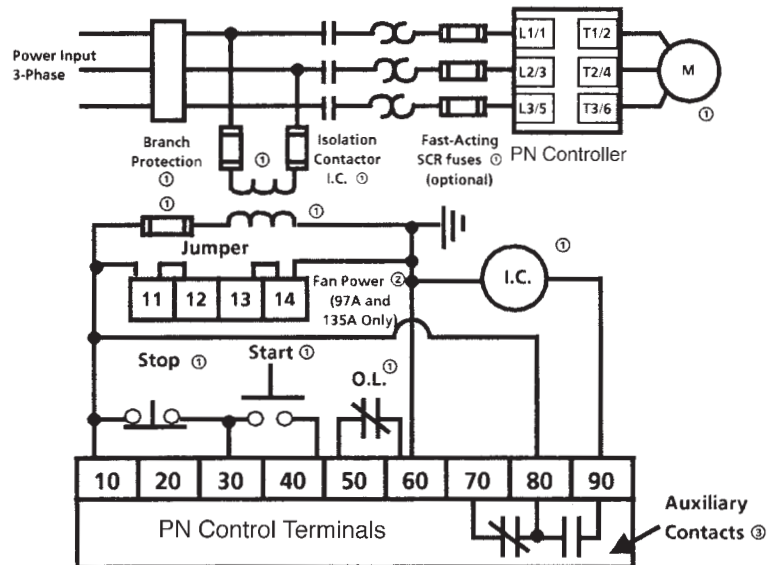 Power Input
3-Phase
L1/1 T1/2
L2/3 T2/4
L3/5 T3/6
M
①
PN Controller
Branch
Protection
①
①
Isolation
Contactor
I.C. ①
Fast-Acting
SCR fuses ①
(optional)
①
①
Jumper
11 12 13 14
Fan Power ②
(97A and
135A Only)
I.C.
①
Stop ①
Start ①
O.L. ①
10 20 30 40 50 60 70 80 90
PN Control Terminals
Auxiliary
Contacts ③